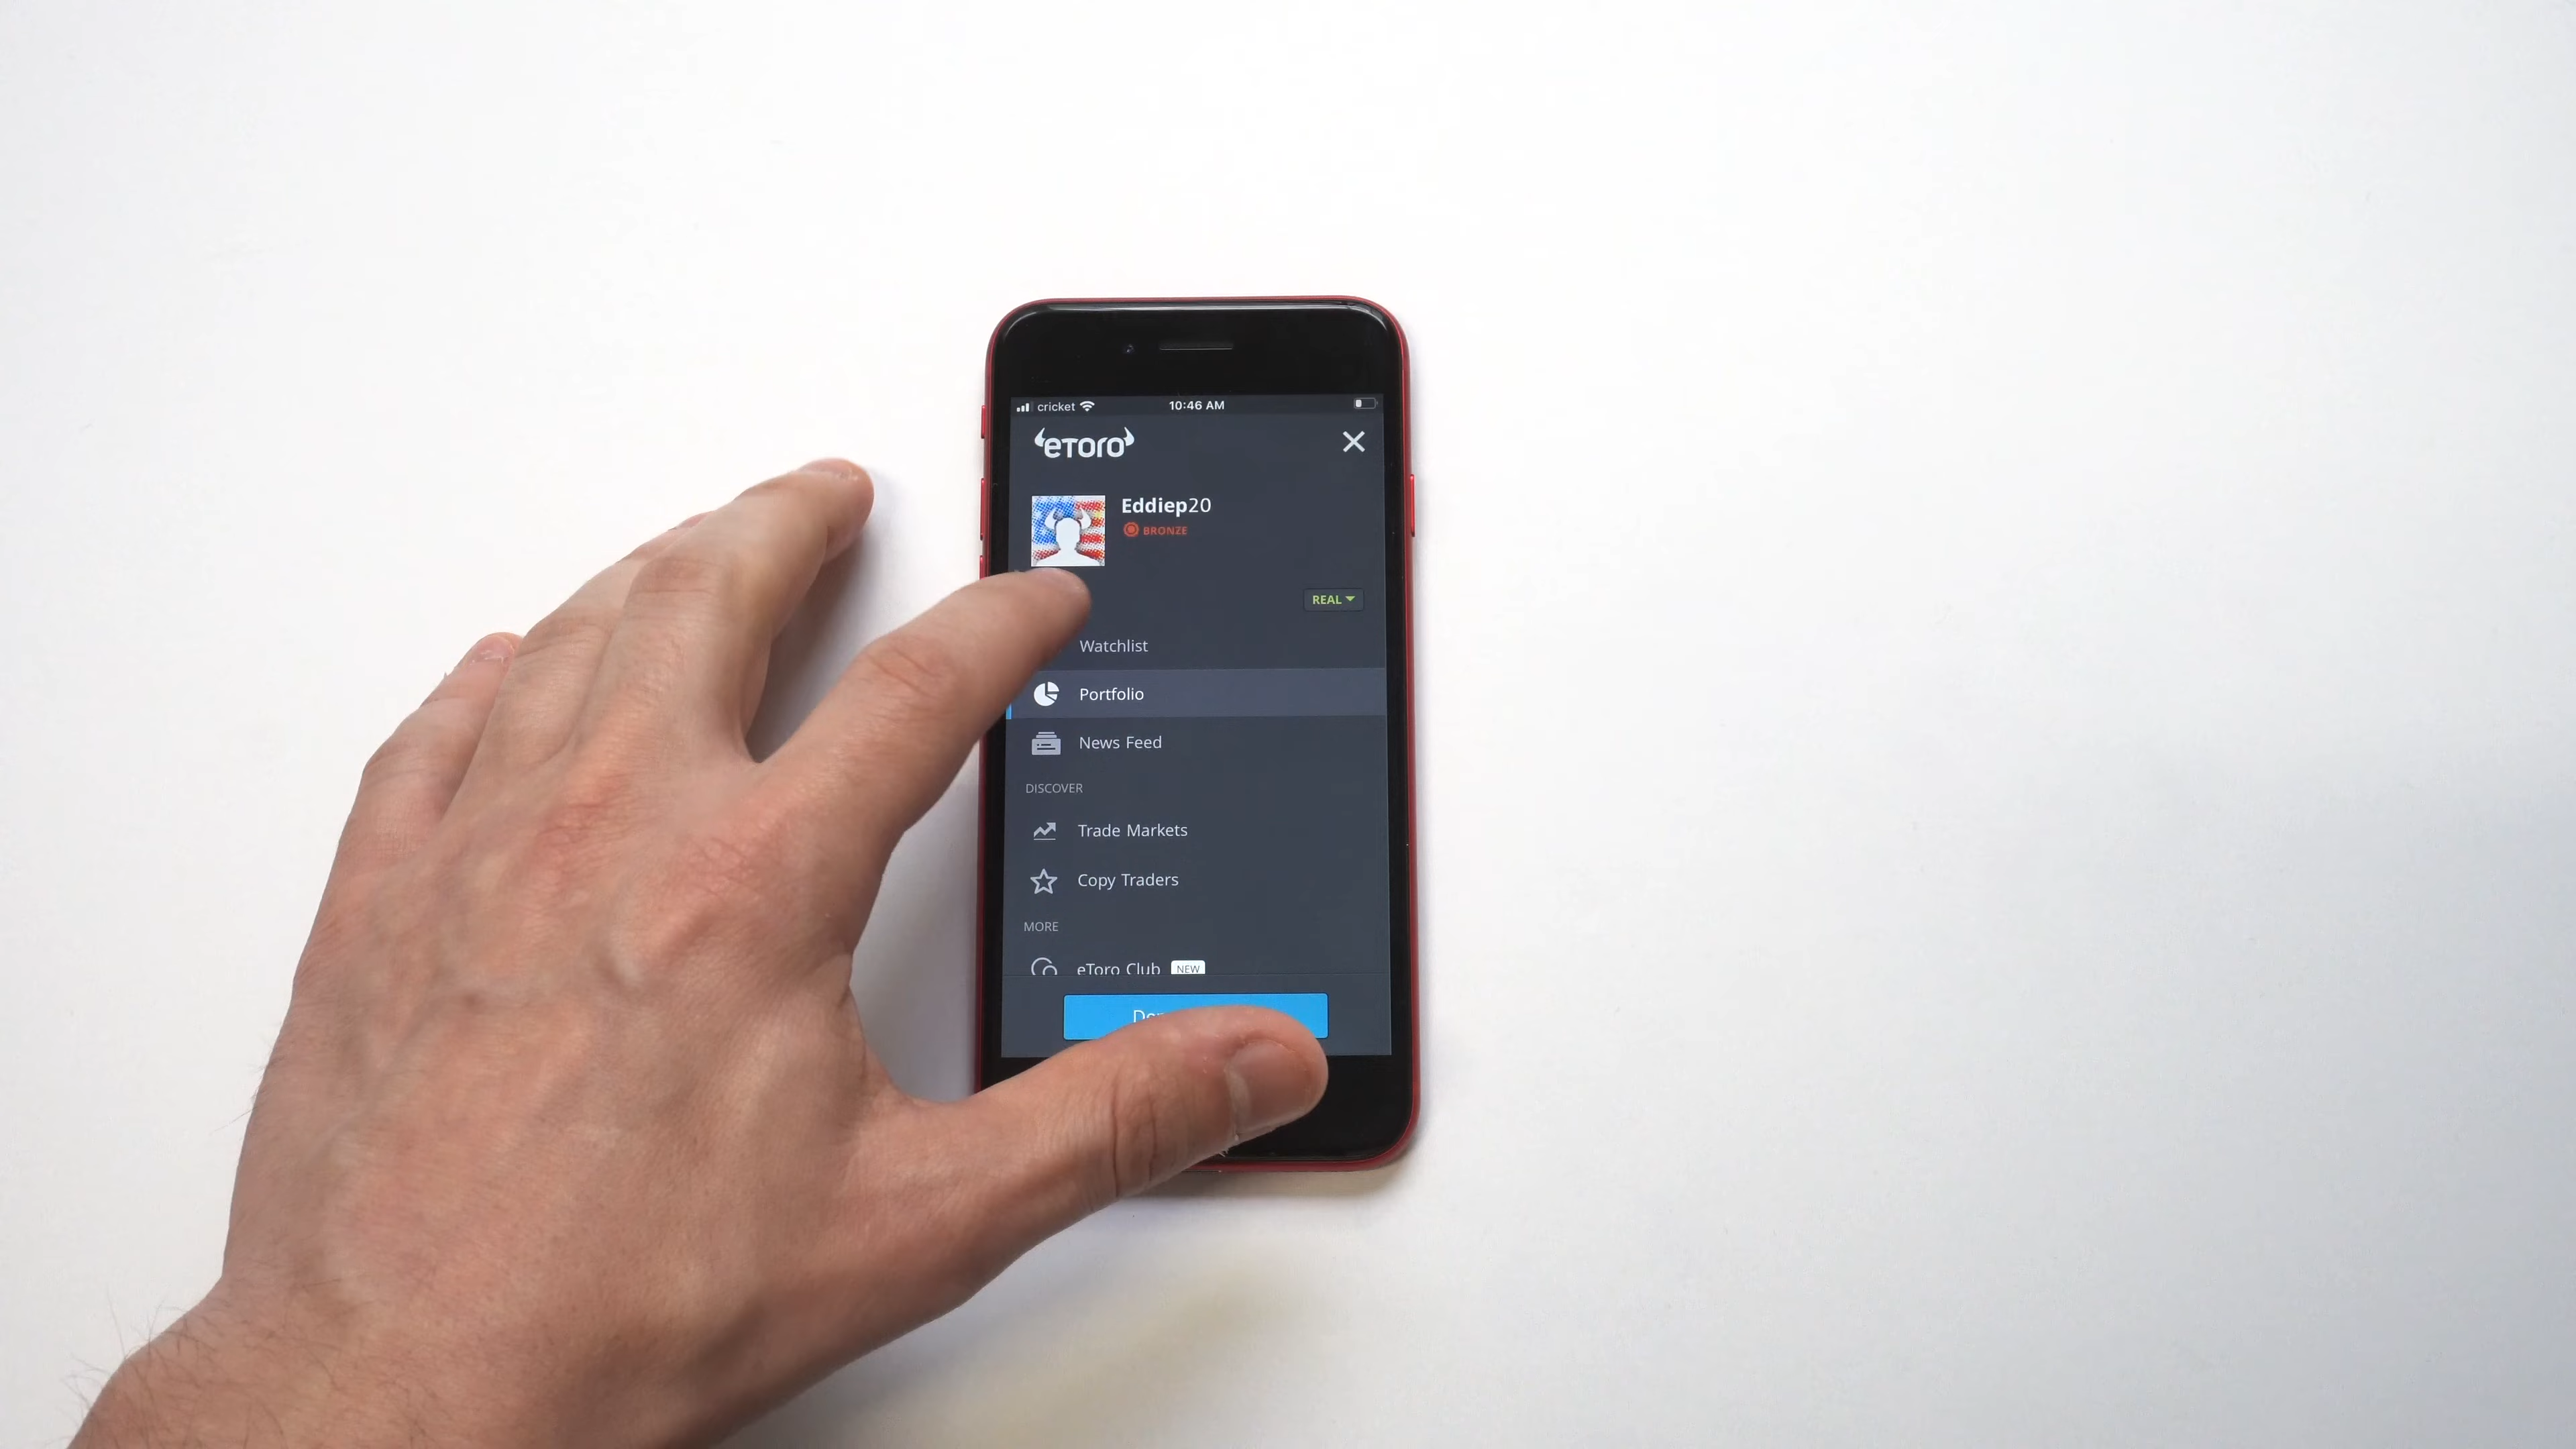 cricket 10:46 AM
eToro
Eddiep20
BRONZE
REAL
Watchlist
Portfolio
News Feed
DISCOVER
Trade Markets
Copy Traders
MORE
eToro Club NEW